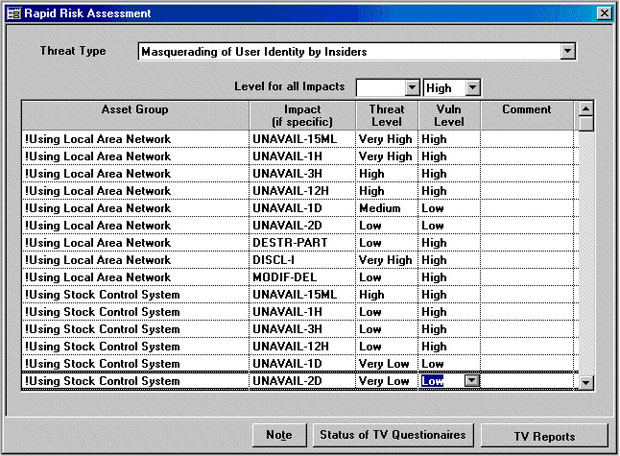 Rapid Risk Assessment
Threat Type Masquerading of User Identity by Insiders
Level for all Impacts High
Asset Group Impact (if specific) Threat Level Vuln Level Comment
!Using Local Area Network UNAVAIL-15ML Very High High
!Using Local Area Network UNAVAIL-1H Very High High
!Using Local Area Network UNAVAIL-3H High High
!Using Local Area Network UNAVAIL-12H High High
!Using Local Area Network UNAVAIL-1D Medium Low
!Using Local Area Network UNAVAIL-2D Low Low
!Using Local Area Network DESTR-PART Low High
!Using Local Area Network DISCL-I Very High High
!Using Local Area Network MODIF-DEL Low High
!Using Stock Control System UNAVAIL-15ML High High
!Using Stock Control System UNAVAIL-1H Low High
!Using Stock Control System UNAVAIL-3H Low High
!Using Stock Control System UNAVAIL-12H Low High
!Using Stock Control System UNAVAIL-1D Very Low Low
!Using Stock Control System UNAVAIL-2D Very Low Low
Note Status of TV Questionaires TV Reports